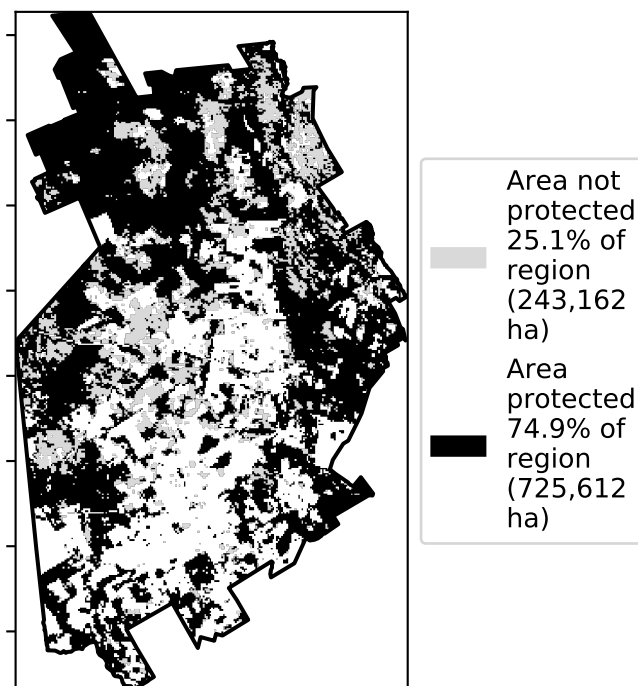 Area not
protected
25.1% of
region
(243,162
ha)
Area
protected
74.9% of
region
(725,612
ha)